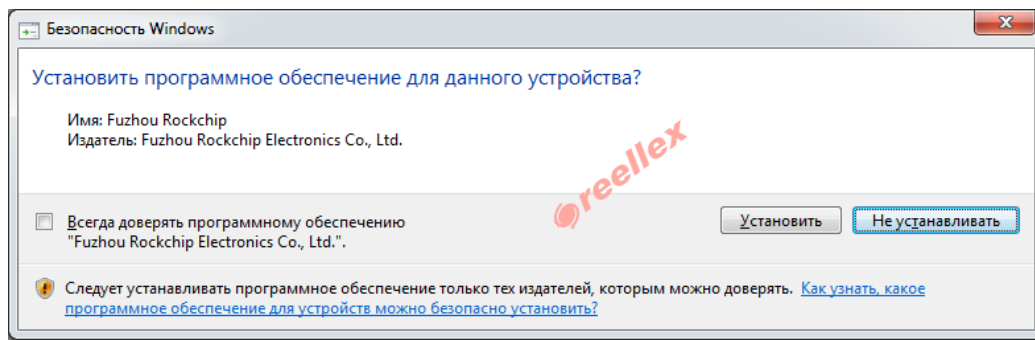 Безопасность Windows
Установить программное обеспечение для данного устройства?
Имя: Fuzhou Rockchip
Издатель: Fuzhou Rockchip Electronics Co., Ltd.
reellex
Всегда доверять программному обеспечению
"Fuzhou Rockchip Electronics Co., Ltd.".
Установить
Не устанавливать
Следует устанавливать программное обеспечение только тех издателей, которым можно доверять. Как узнать, какое
программное обеспечение для устройств можно безопасно установить?